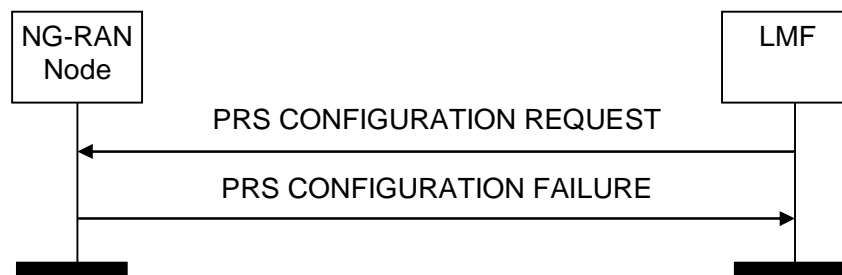 NG-RAN
Node
LMF
PRS CONFIGURATION REQUEST
PRS CONFIGURATION FAILURE